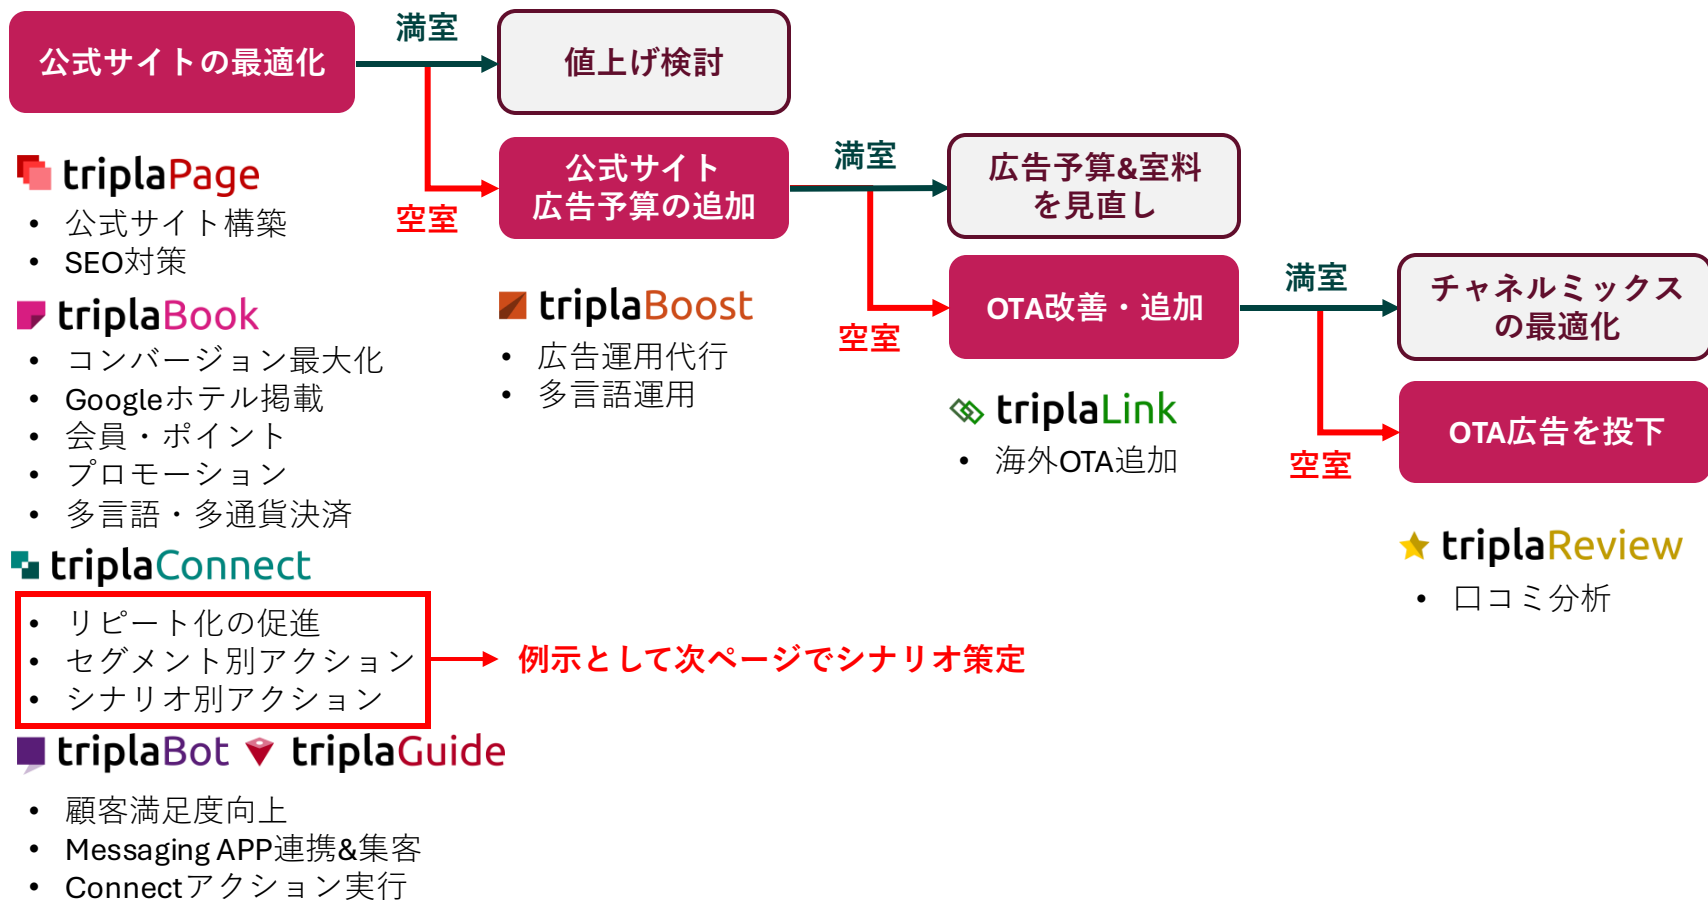 公式サイトの最適化
満室
値上げ検討
空室
公式サイト
広告予算の追加
満室
広告予算&室料
を見直し
空室
OTA改善・追加
満室
チャネルミックス
の最適化
空室
OTA広告を投下
triplaPage
• 公式サイト構築
• SEO対策
triplaBook
• コンバージョン最大化
• Googleホテル掲載
• 会員・ポイント
• プロモーション
• 多言語・多通貨決済
triplaConnect
• リピート化の促進
• セグメント別アクション
• シナリオ別アクション
例示として次ページでシナリオ策定
triplaBot triplaGuide
• 顧客満足度向上
• Messaging APP連携&集客
• Connectアクション実行
triplaBoost
• 広告運用代行
• 多言語運用
triplaLink
• 海外OTA追加
triplaReview
• 口コミ分析